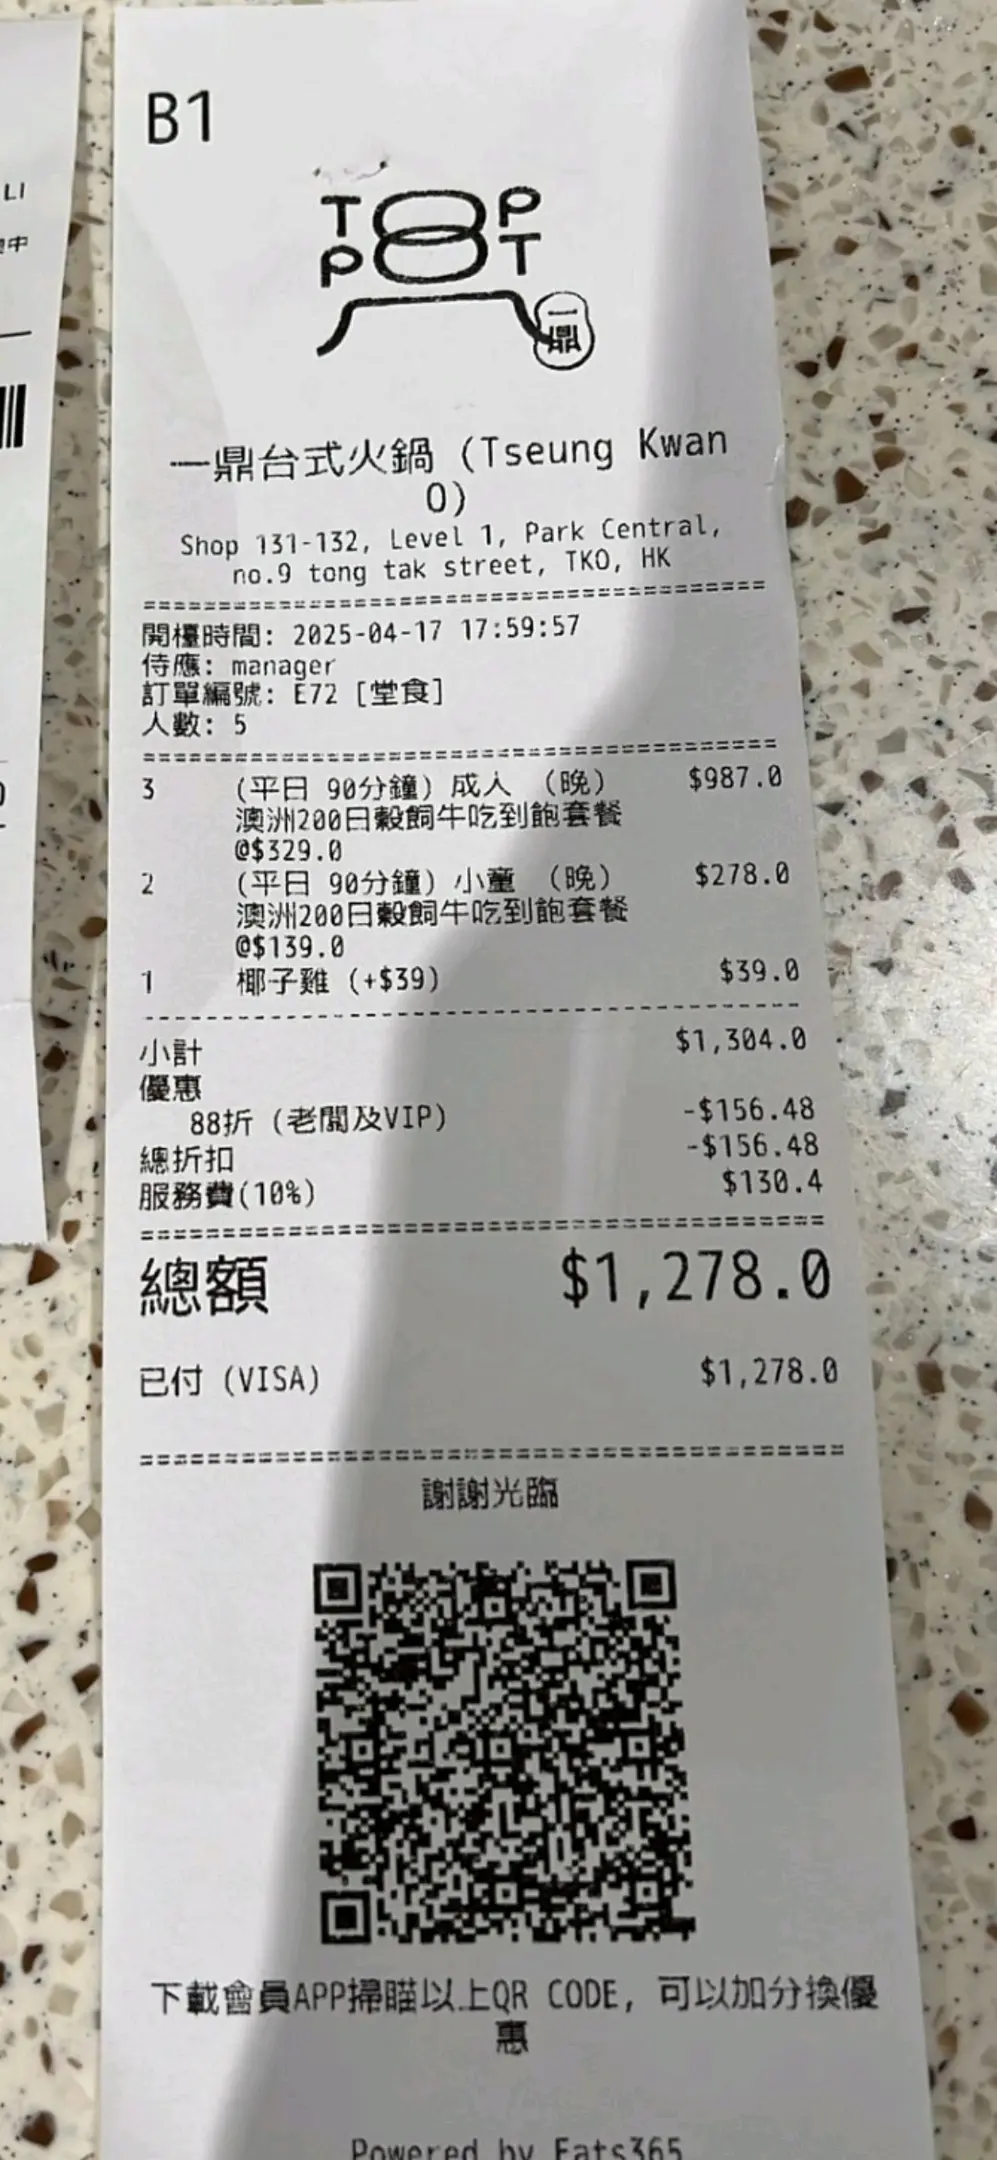 LI
中
B1
TOP
POT
一鼎
一鼎台式火鍋 (Tseung Kwan
O)
Shop 131-132, Level 1, Park Central,
no.9 tong tak street, TKO, HK
========================================
開檯時間: 2025-04-17 17:59:57
侍應: manager
訂單編號: E72 [堂食]
人數: 5
========================================
3 (平日 90分鐘) 成人 (晚) $987.0
澳洲200日穀飼牛吃到飽套餐
@$329.0
2 (平日 90分鐘) 小童 (晚) $278.0
澳洲200日穀飼牛吃到飽套餐
@$139.0
1 椰子雞 (+$39) $39.0
----------------------------------------
小計 $1,304.0
優惠
88折 (老闆及VIP) -$156.48
總折扣 -$156.48
服務費(10%) $130.4
========================================
總額 $1,278.0
已付 (VISA) $1,278.0
========================================
謝謝光臨
下載會員APP掃瞄以上QR CODE, 可以加分換優
惠
Powered by Eats365